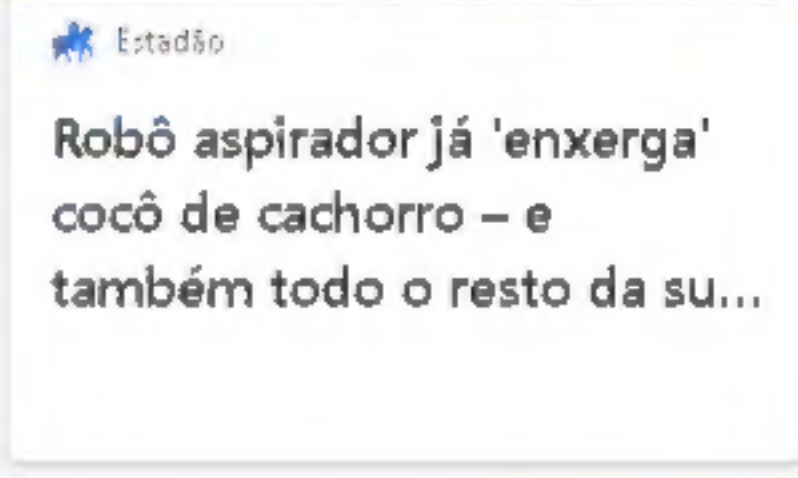 Estadão
Robô aspirador já 'enxerga'
cocô de cachorro – e
também todo o resto da su...